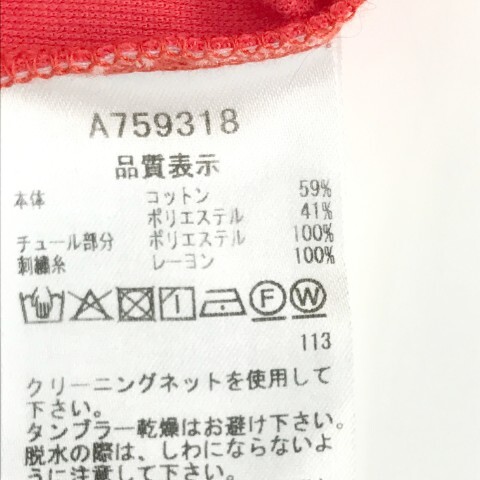 A759318
品質表示
本体 コットン 59%
ポリエステル 41%
チュール部分 ポリエステル 100%
刺繍糸 レーヨン 100%
F W
113
クリーニングネットを使用して
下さい。
タンブラー乾燥はお避け下さい。
脱水の際は、しわにならないよ
うに注意して下さい。